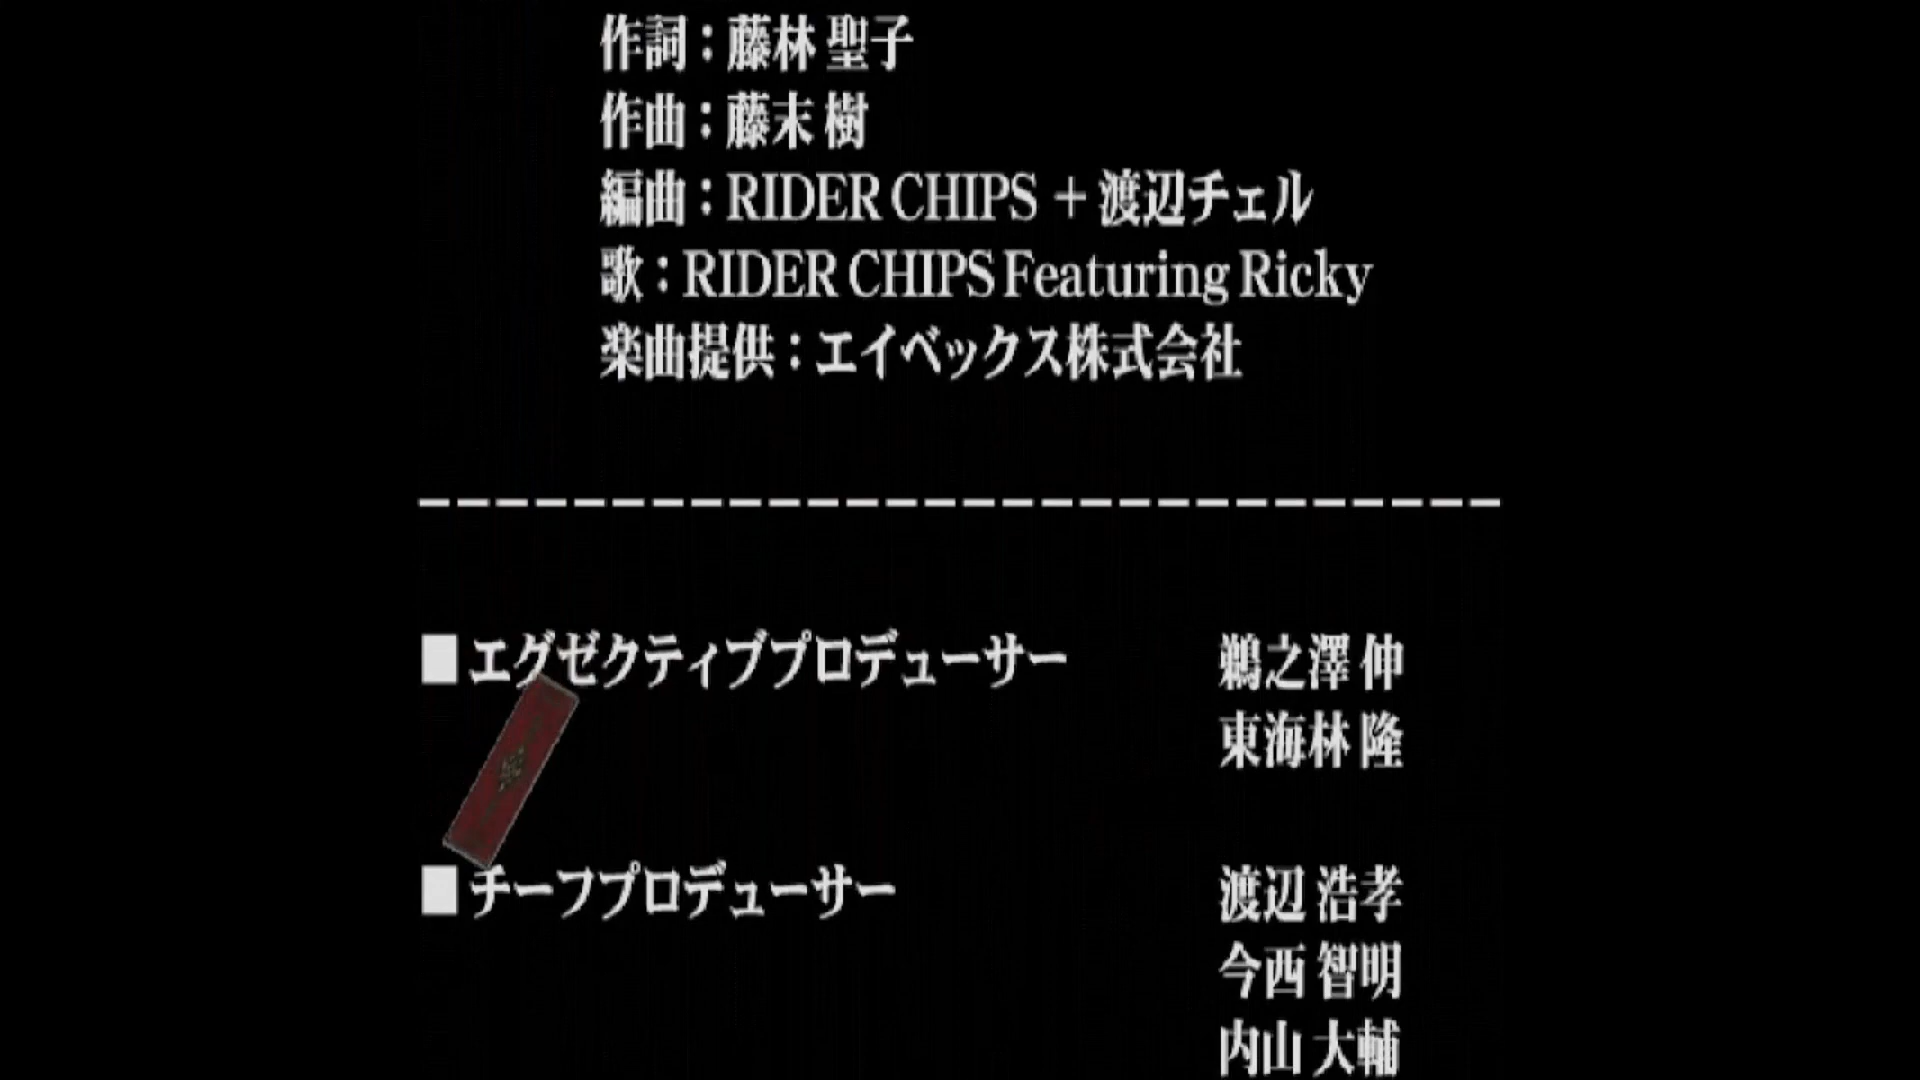 作詞：藤林 聖子
作曲：藤末 樹
編曲：RIDER CHIPS ＋ 渡辺チェル
歌：RIDER CHIPS Featuring Ricky
楽曲提供：エイベックス株式会社
■ エグゼクティブプロデューサー 鵜之澤 伸
東海林 隆
■ チーフプロデューサー 渡辺 浩孝
今西 智明
内山 大輔